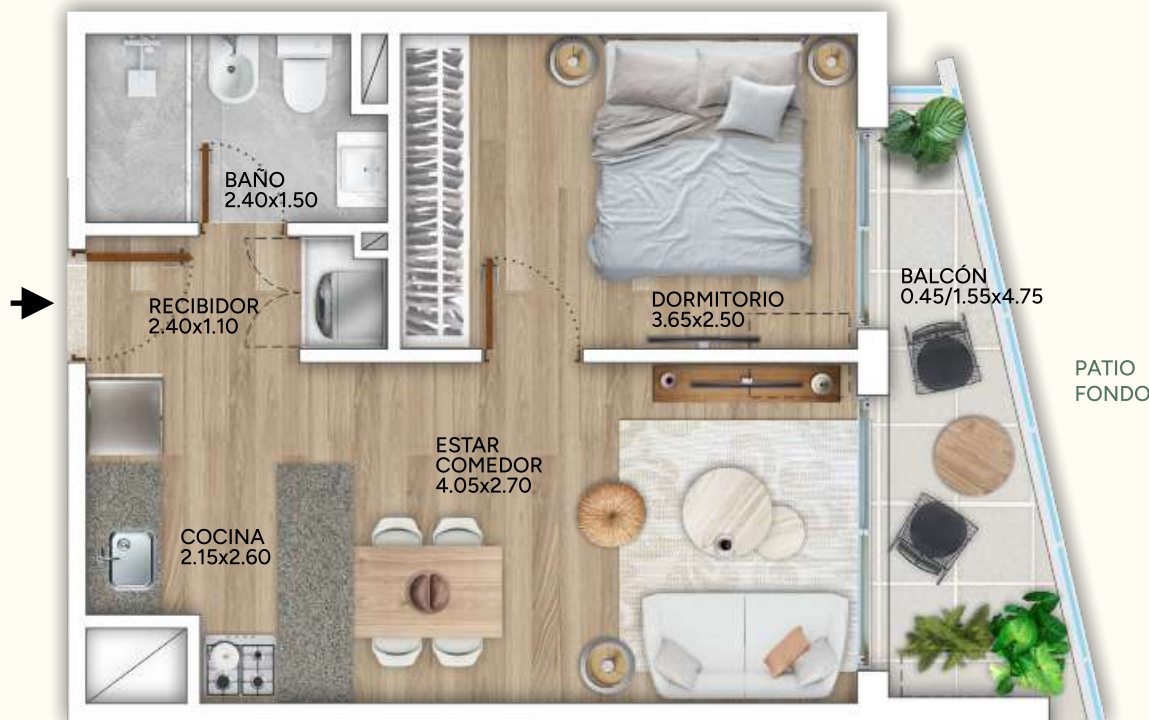 BAÑO
2.40x1.50
RECIBIDOR
2.40x1.10
DORMITORIO
3.65x2.50
BALCÓN
0.45/1.55x4.75
PATIO
FONDO
ESTAR
COMEDOR
4.05x2.70
COCINA
2.15x2.60